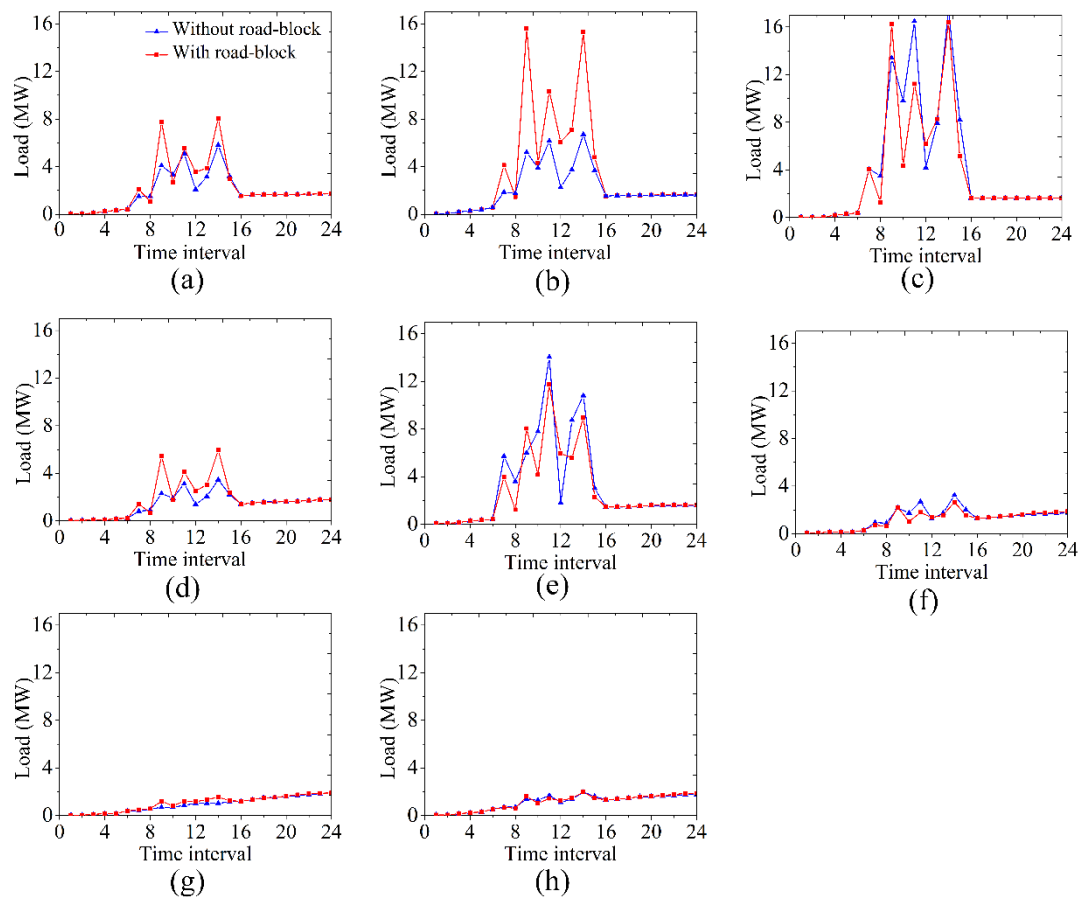 Without road-block
With road-block
Load (MW)
0
4
8
12
16
0 4 8 12 16 20 24
Time interval
(a)
Load (MW)
0
4
8
12
16
0 4 8 12 16 20 24
Time interval
(b)
Load (MW)
0
4
8
12
16
0 4 8 12 16 20 24
Time interval
(c)
Load (MW)
0
4
8
12
16
0 4 8 12 16 20 24
Time interval
(d)
Load (MW)
0
4
8
12
16
0 4 8 12 16 20 24
Time interval
(e)
Load (MW)
0
4
8
12
16
0 4 8 12 16 20 24
Time interval
(f)
Load (MW)
0
4
8
12
16
0 4 8 12 16 20 24
Time interval
(g)
Load (MW)
0
4
8
12
16
0 4 8 12 16 20 24
Time interval
(h)